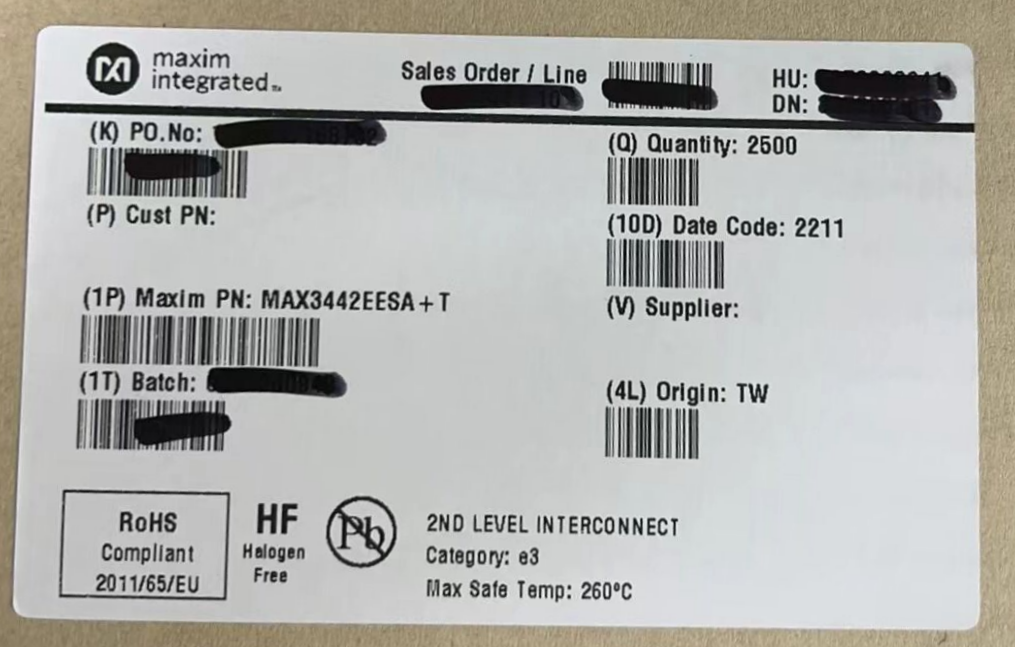 maxim
integrated™
Sales Order / Line
HU:
DN:
(K) PO.No:
(Q) Quantity: 2500
(P) Cust PN:
(10D) Date Code: 2211
(1P) Maxim PN: MAX3442EESA+T
(V) Supplier:
(1T) Batch:
(4L) Origin: TW
RoHS
Compliant
2011/65/EU
HF
Halogen
Free
Pb
2ND LEVEL INTERCONNECT
Category: e3
Max Safe Temp: 260°C